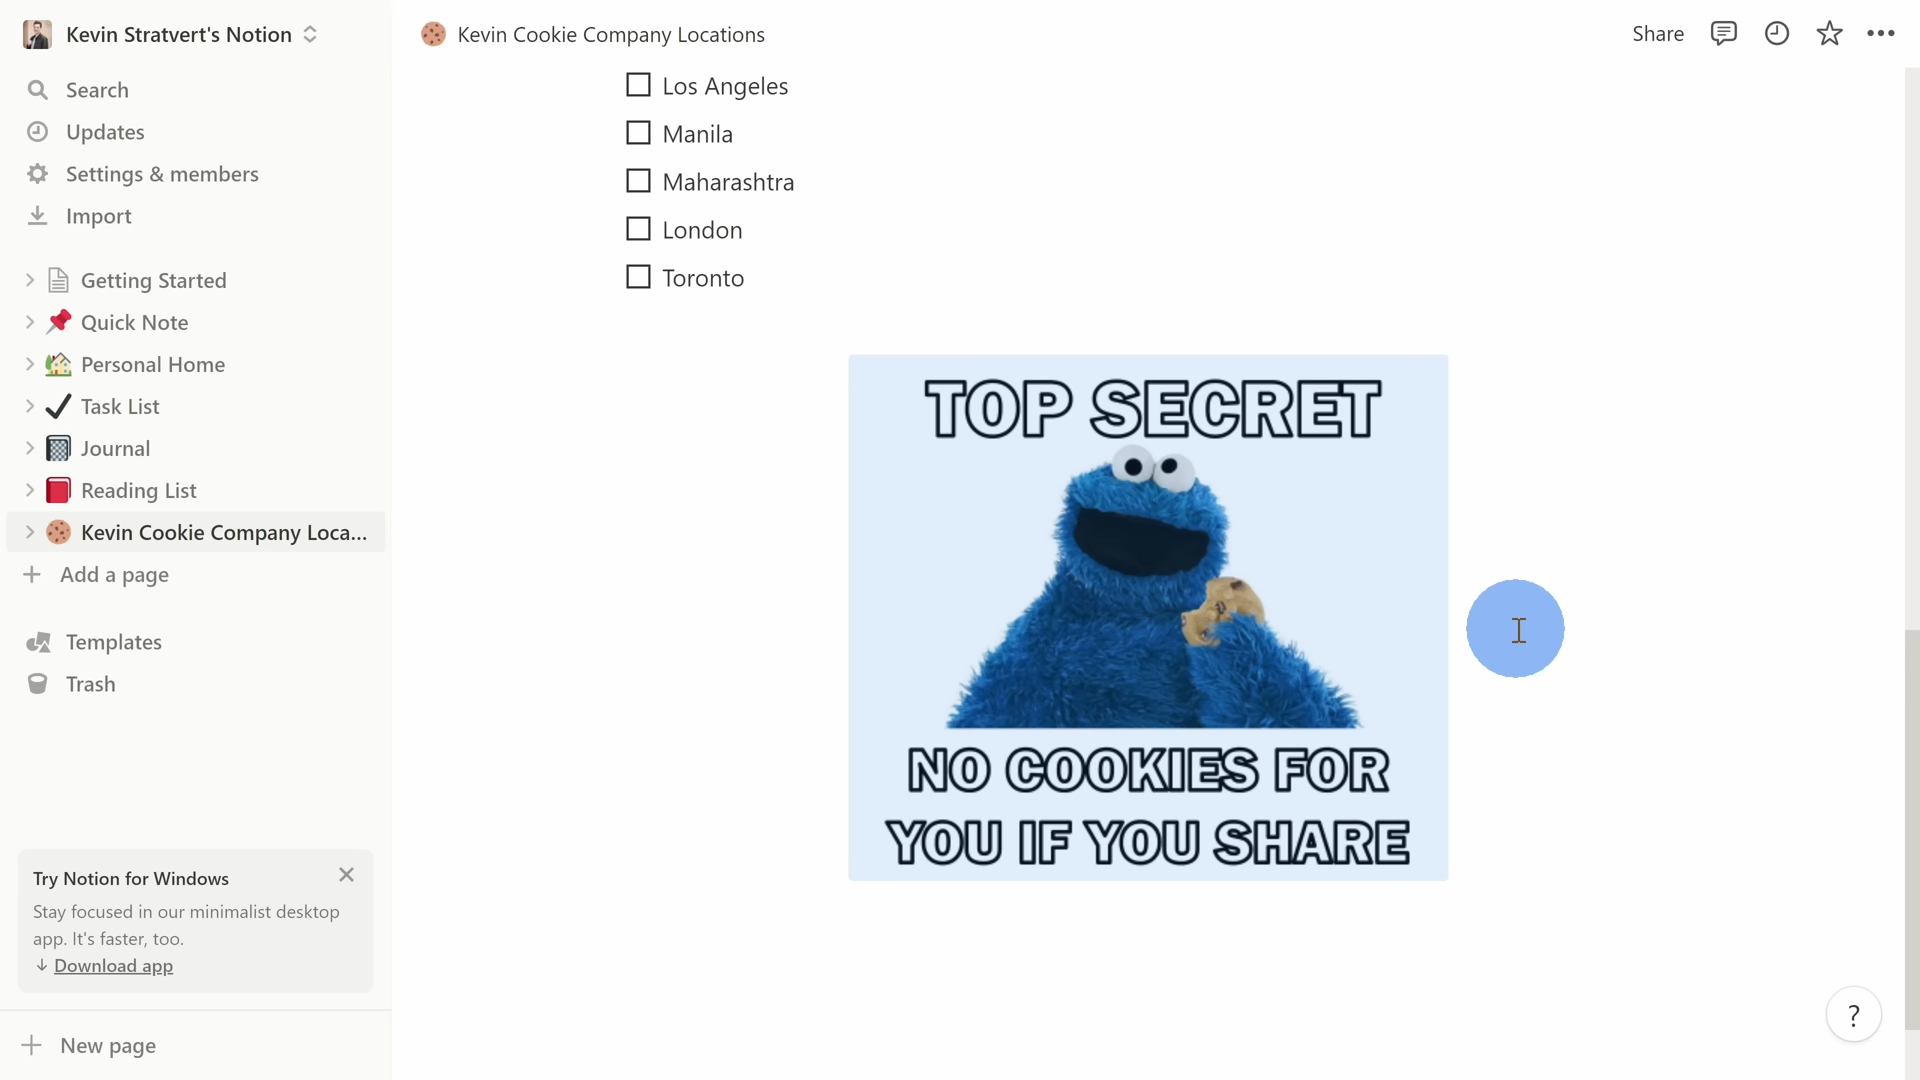 Kevin Stratvert's Notion
Search
Updates
Settings & members
Import
Getting Started
Quick Note
Personal Home
Task List
Journal
Reading List
Kevin Cookie Company Loca...
Add a page
Templates
Trash
Try Notion for Windows
Stay focused in our minimalist desktop
app. It's faster, too.
↓ Download app
New page
Kevin Cookie Company Locations
Share
Los Angeles
Manila
Maharashtra
London
Toronto
TOP SECRET
NO COOKIES FOR
YOU IF YOU SHARE
?